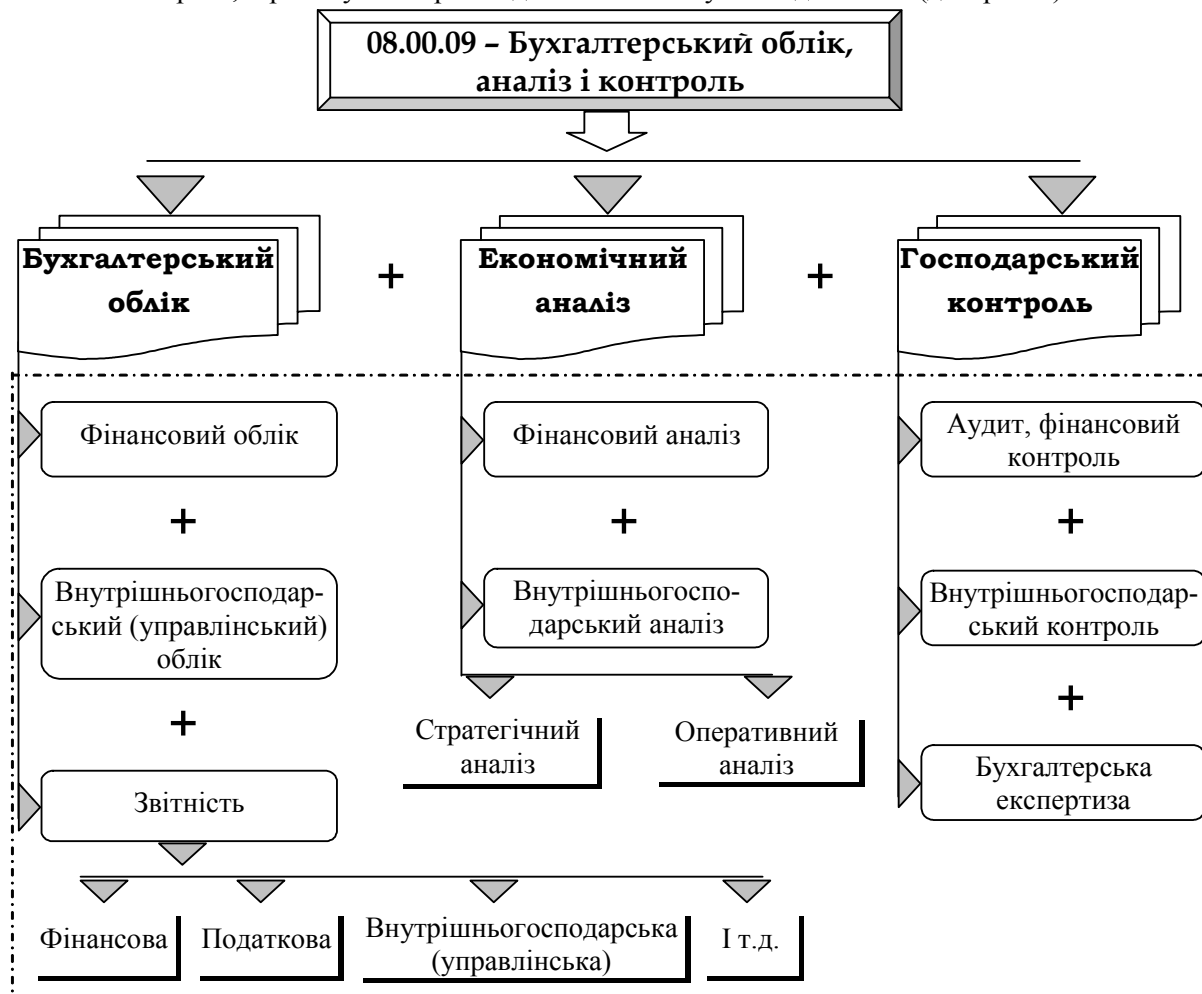 08.00.09 – Бухгалтерський облік,
аналіз і контроль
Бухгалтерський
облік
+
Економічний
аналіз
+
Господарський
контроль
Фінансовий облік
+
Внутрішньогосподар-
ський (управлінський)
облік
+
Звітність
Фінансовий аналіз
+
Внутрішньогоспо-
дарський аналіз
Стратегічний
аналіз
Оперативний
аналіз
Аудит, фінансовий
контроль
+
Внутрішньогосподар-
ський контроль
+
Бухгалтерська
експертиза
Фінансова
Податкова
Внутрішньогосподарська
(управлінська)
І т.д.